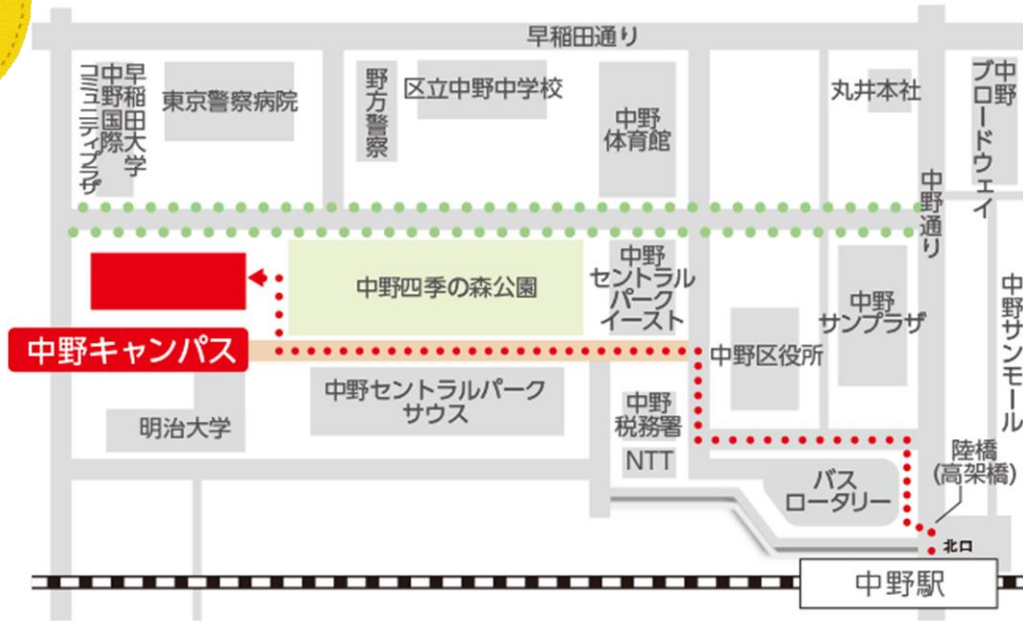 早稲田通り
早稲田大学
中野国際
コミュニティプラザ
東京警察病院
野方警察
区立中野中学校
中野
体育館
丸井本社
中野
ブロードウェイ
中野通り
中野四季の森公園
中野
セントラル
パーク
イースト
中野
サンプラザ
中野サンモール
中野キャンパス
中野区役所
中野セントラルパーク
サウス
明治大学
中野
税務署
NTT
バス
ロータリー
陸橋
(高架橋)
北口
中野駅